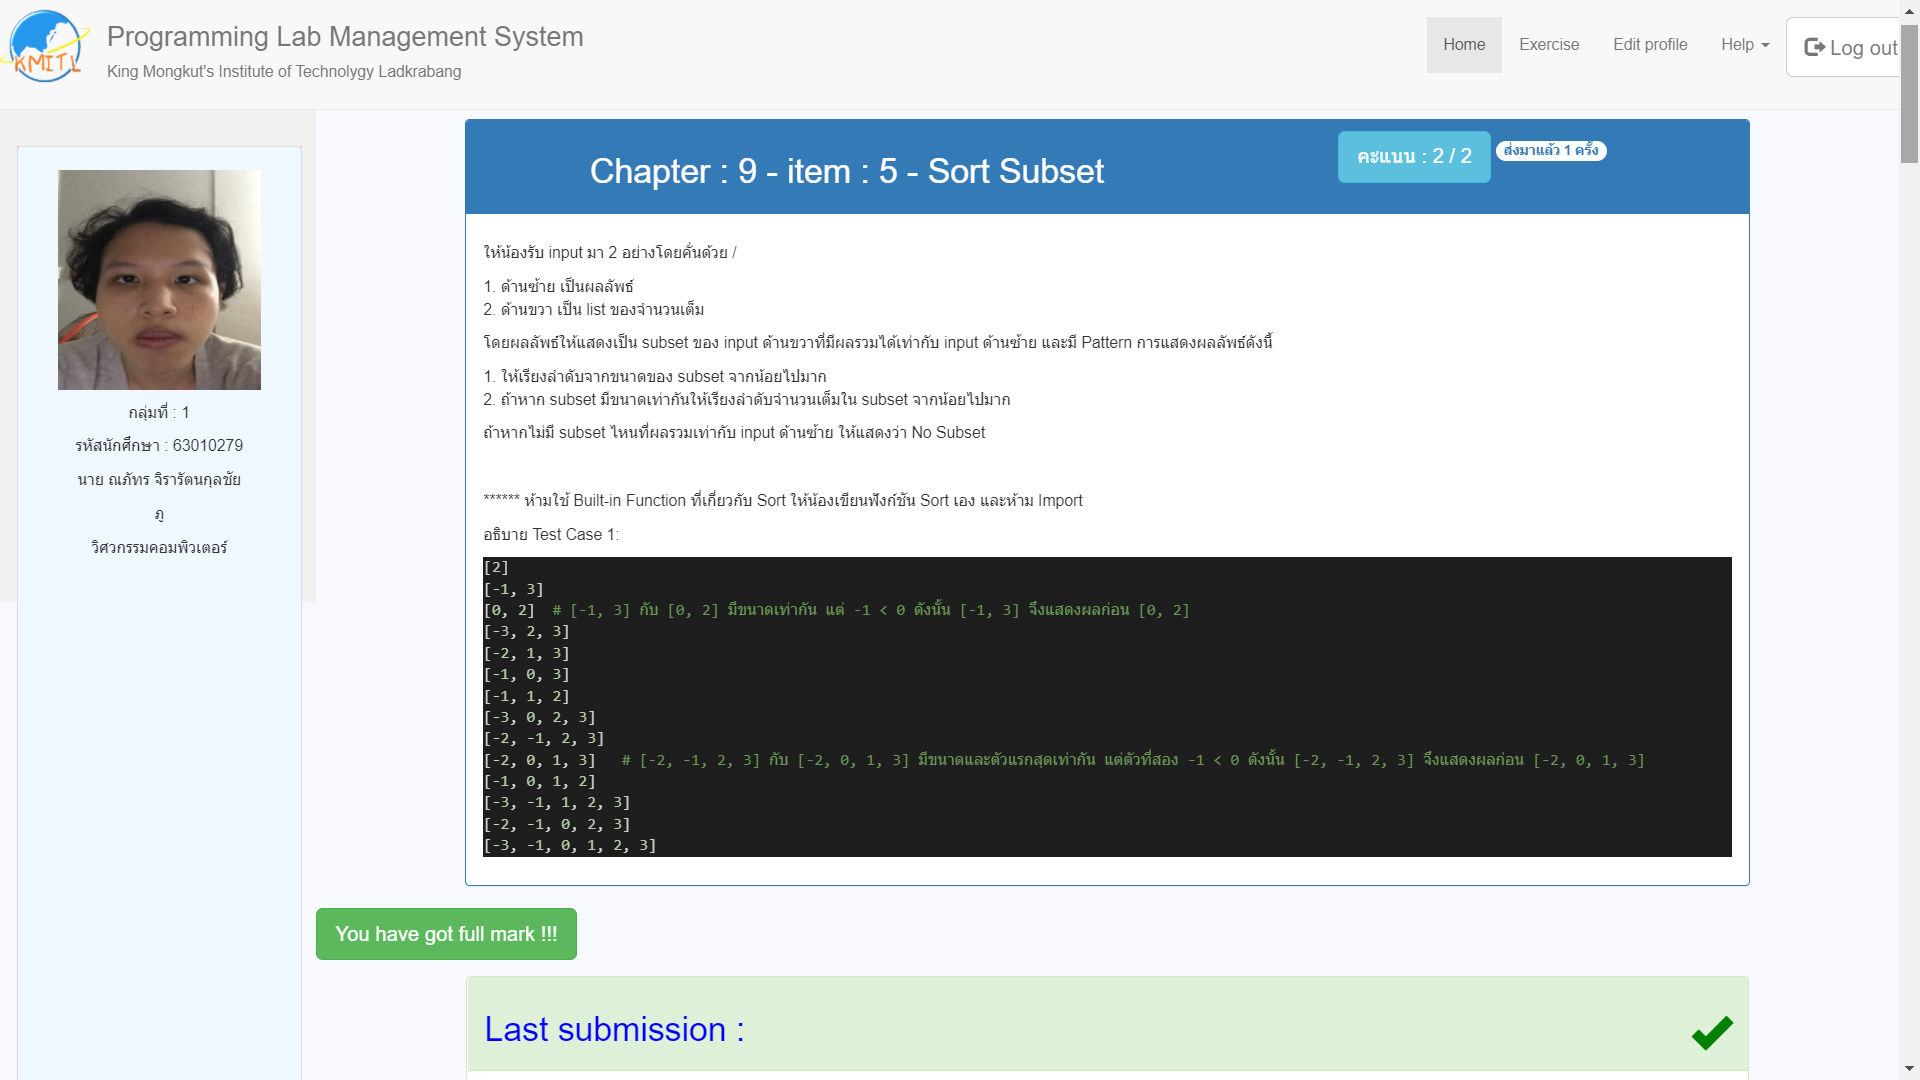 KMITL
Programming Lab Management System
King Mongkut's Institute of Technolygy Ladkrabang
Home
Exercise
Edit profile
Help
Log out
กลุ่มที่ : 1
รหัสนักศึกษา : 63010279
นาย ณภัทร จิรารัตนกุลชัย
ภู
วิศวกรรมคอมพิวเตอร์
Chapter : 9 - item : 5 - Sort Subset
คะแนน : 2 / 2
ส่งมาแล้ว 1 ครั้ง
ให้น้องรับ input มา 2 อย่างโดยคั่นด้วย /
1. ด้านซ้าย เป็นผลลัพธ์
2. ด้านขวา เป็น list ของจำนวนเต็ม
โดยผลลัพธ์ให้แสดงเป็น subset ของ input ด้านขวาที่มีผลรวมได้เท่ากับ input ด้านซ้าย และมี Pattern การแสดงผลลัพธ์ดังนี้
1. ให้เรียงลำดับจากขนาดของ subset จากน้อยไปมาก
2. ถ้าหาก subset มีขนาดเท่ากันให้เรียงลำดับจำนวนเต็มใน subset จากน้อยไปมาก
ถ้าหากไม่มี subset ไหนที่ผลรวมเท่ากับ input ด้านซ้าย ให้แสดงว่า No Subset
****** ห้ามใช้ Built-in Function ที่เกี่ยวกับ Sort ให้น้องเขียนฟังก์ชัน Sort เอง และห้าม Import
อธิบาย Test Case 1:
[2]
[-1, 3]
[0, 2]  # [-1, 3] กับ [0, 2] มีขนาดเท่ากัน แต่ -1 < 0 ดังนั้น [-1, 3] จึงแสดงผลก่อน [0, 2]
[-3, 2, 3]
[-2, 1, 3]
[-1, 0, 3]
[-1, 1, 2]
[-3, 0, 2, 3]
[-2, -1, 2, 3]
[-2, 0, 1, 3]   # [-2, -1, 2, 3] กับ [-2, 0, 1, 3] มีขนาดและตัวแรกสุดเท่ากัน แต่ตัวที่สอง -1 < 0 ดังนั้น [-2, -1, 2, 3] จึงแสดงผลก่อน [-2, 0, 1, 3]
[-1, 0, 1, 2]
[-3, -1, 1, 2, 3]
[-2, -1, 0, 2, 3]
[-3, -1, 0, 1, 2, 3]
You have got full mark !!!
Last submission :